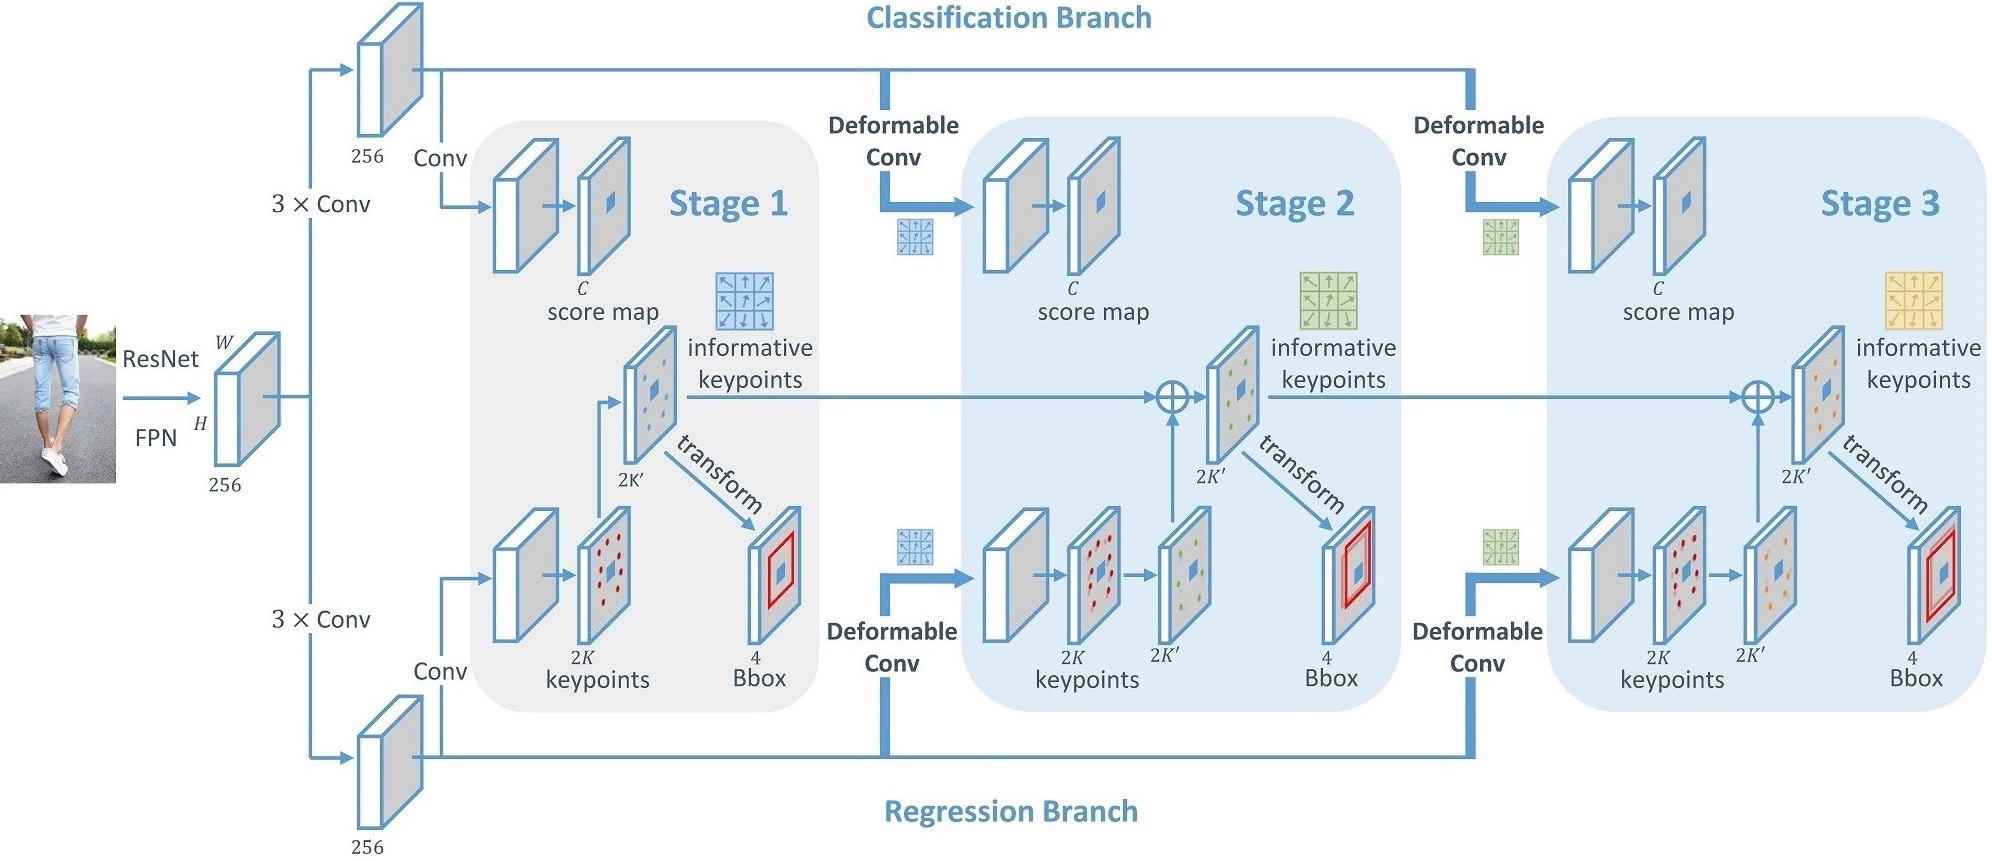 Classification Branch
256
Conv
3 × Conv
Deformable
Conv
Deformable
Conv
Stage 1
Stage 2
Stage 3
C
score map
C
score map
C
score map
informative
keypoints
informative
keypoints
informative
keypoints
ResNet
FPN
W
H
256
2K'
transform
2K'
transform
2K'
transform
3 × Conv
Conv
2K
keypoints
4
Bbox
Deformable
Conv
2K
keypoints
2K'
4
Bbox
Deformable
Conv
2K
keypoints
2K'
4
Bbox
256
Regression Branch